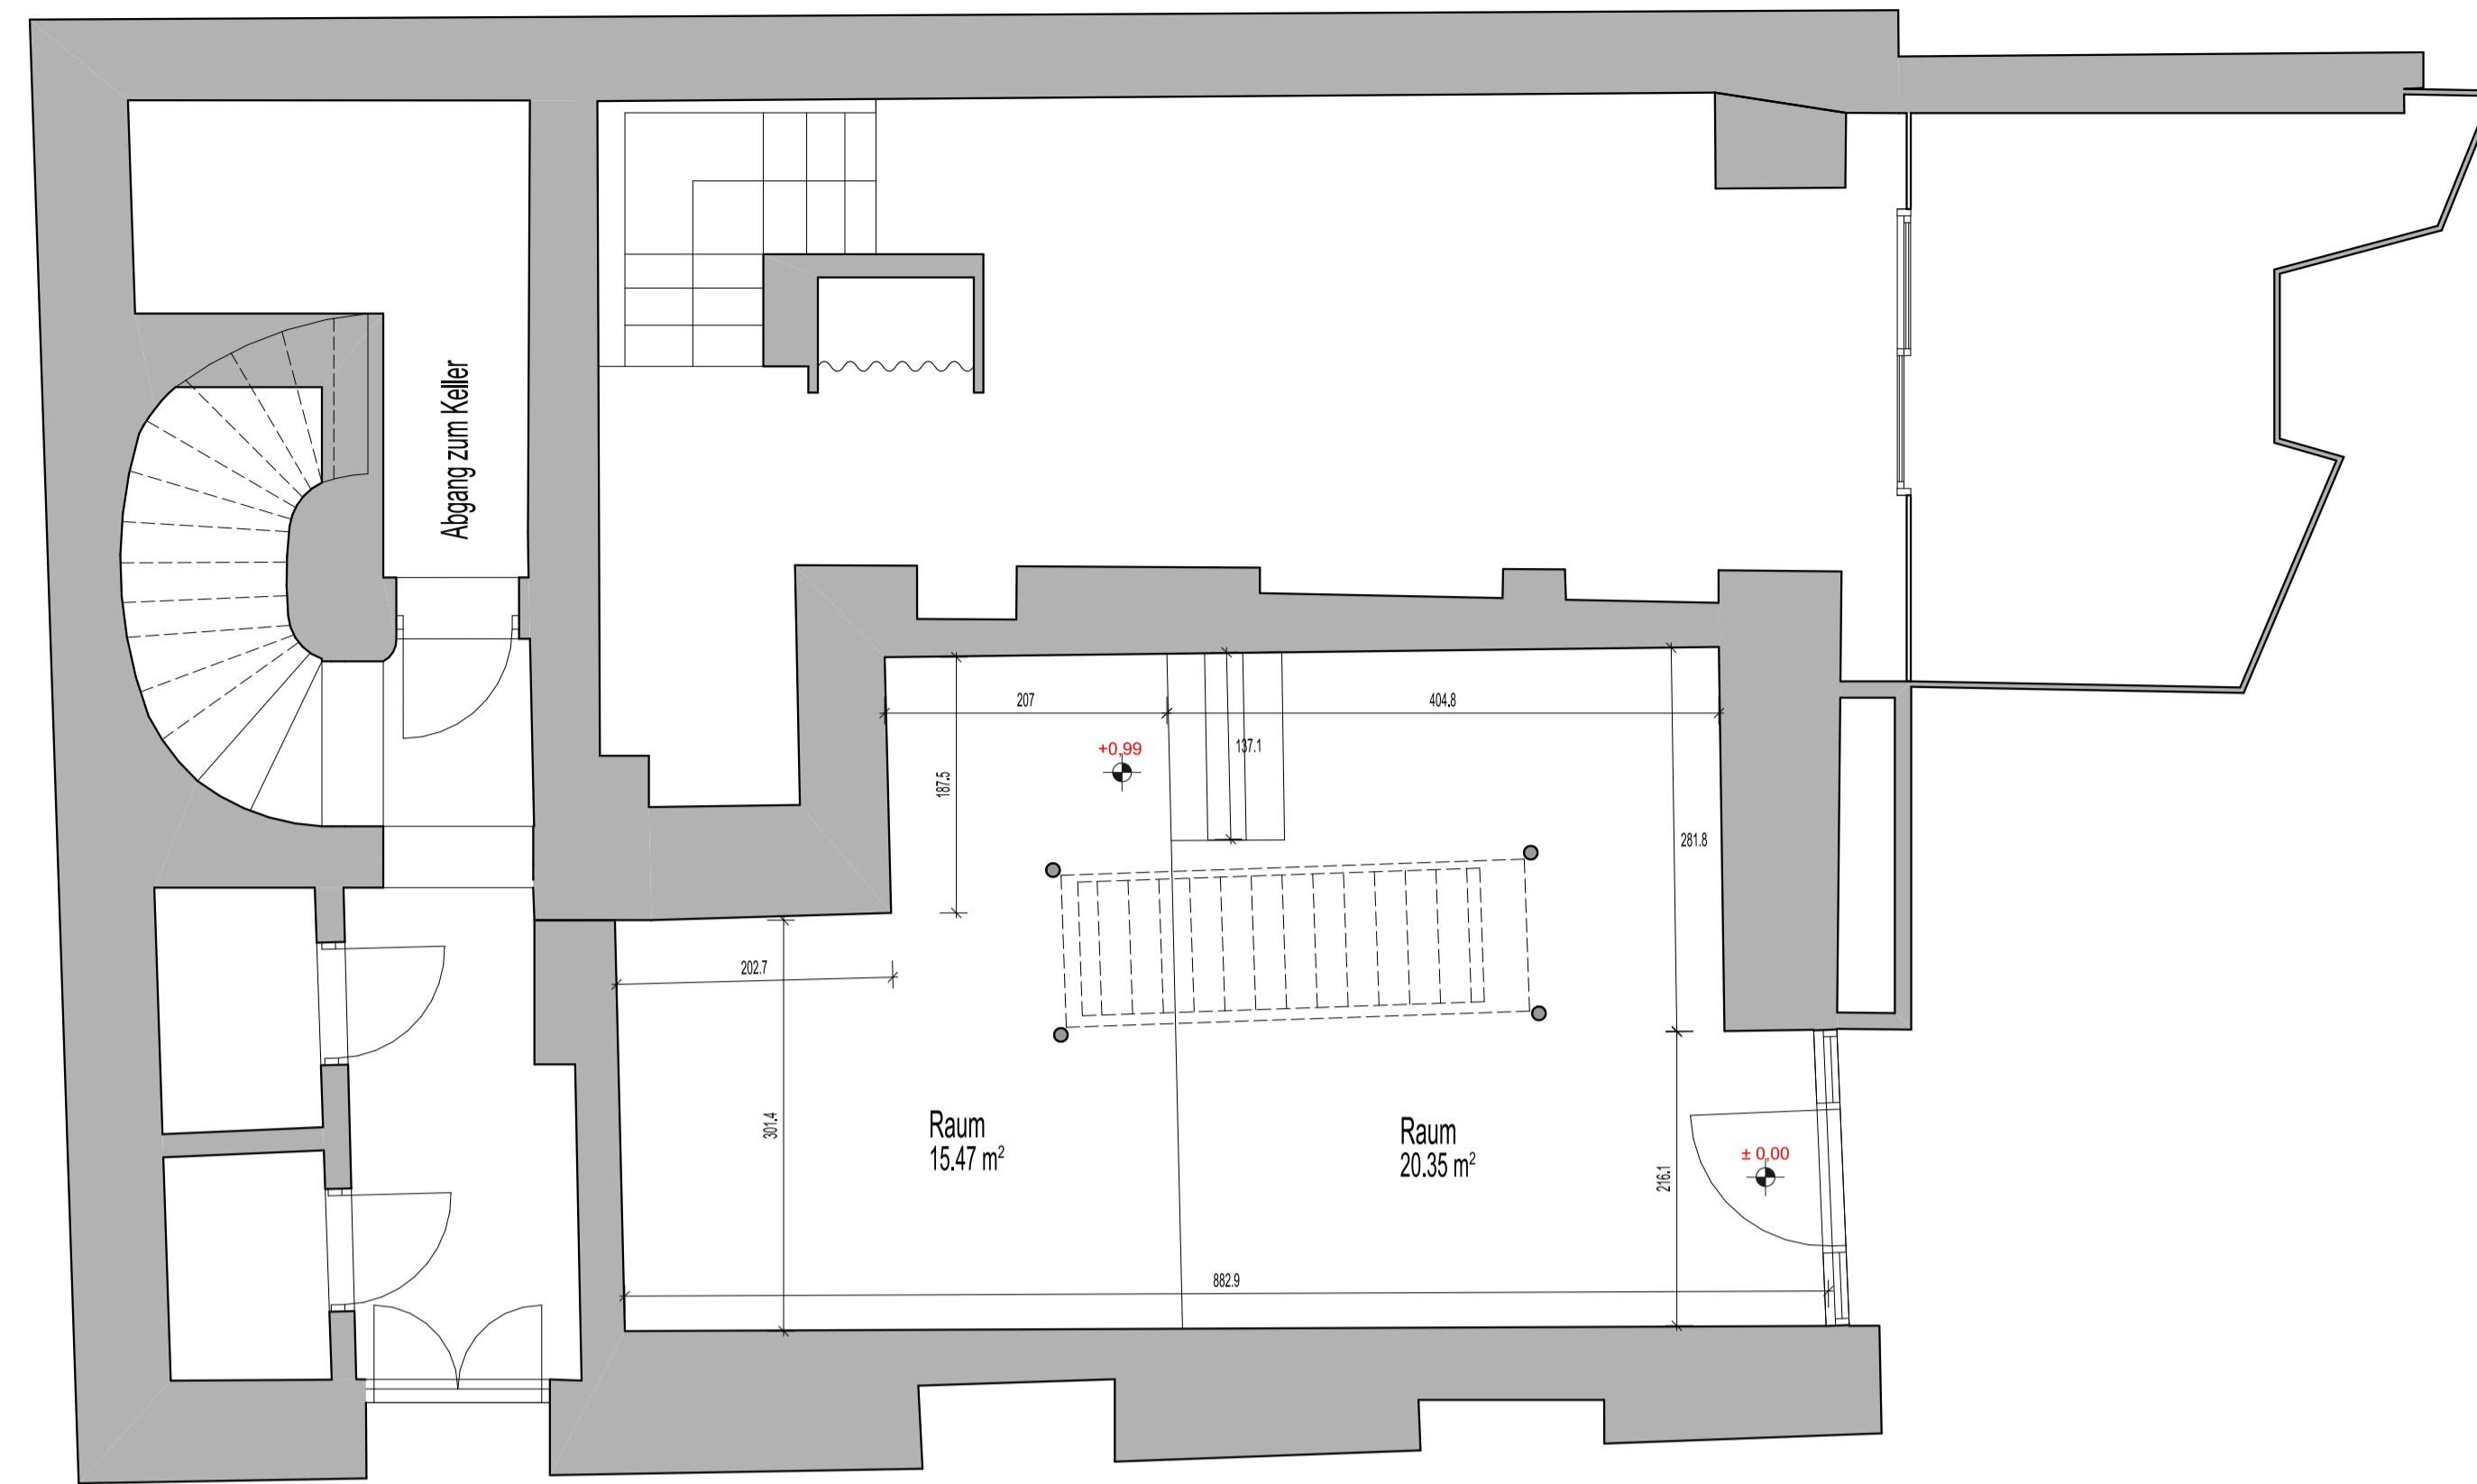 Abgang zum Keller
207
404.8
+0,99
137.1
187.5
281.8
202.7
301.4
Raum
15.47 m²
Raum
20.35 m²
± 0,00
216.1
882.9